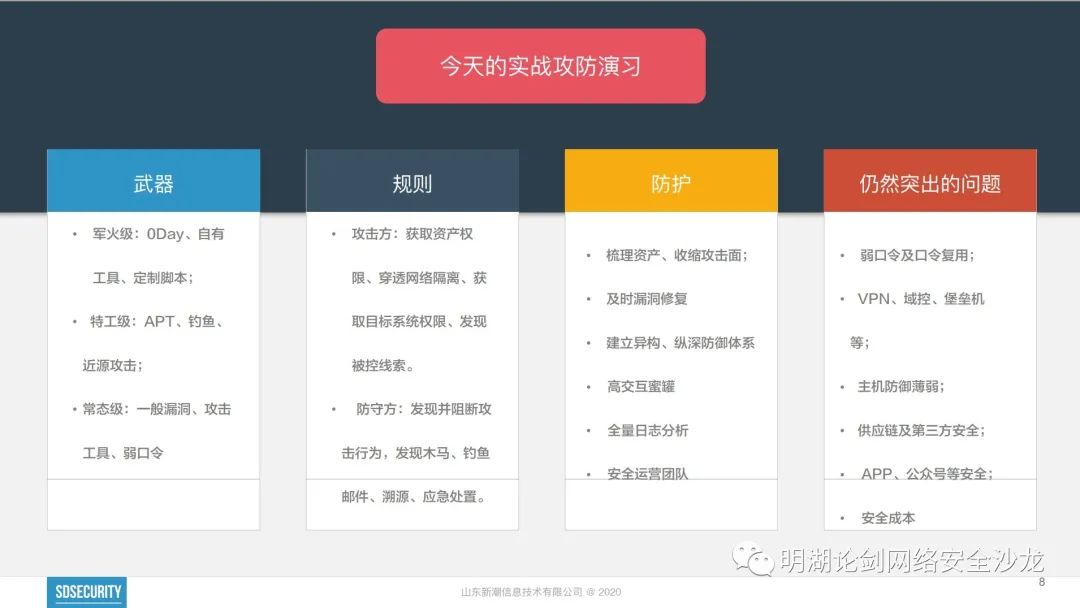 今天的实战攻防演习
武器
• 军火级：0Day、自有
工具、定制脚本；
• 特工级：APT、钓鱼、
近源攻击；
• 常态级：一般漏洞、攻击
工具、弱口令
规则
• 攻击方：获取资产权
限、穿透网络隔离、获
取目标系统权限、发现
被控线索。
• 防守方：发现并阻断攻
击行为，发现木马、钓鱼
邮件、溯源、应急处置。
防护
• 梳理资产、收缩攻击面；
• 及时漏洞修复
• 建立异构、纵深防御体系
• 高交互蜜罐
• 全量日志分析
• 安全运营团队
仍然突出的问题
• 弱口令及口令复用；
• VPN、域控、堡垒机
等；
• 主机防御薄弱；
• 供应链及第三方安全；
• APP、公众号等安全；
• 安全成本
明湖论剑网络安全沙龙
SDSECURITY
山东新潮信息技术有限公司 @ 2020
8